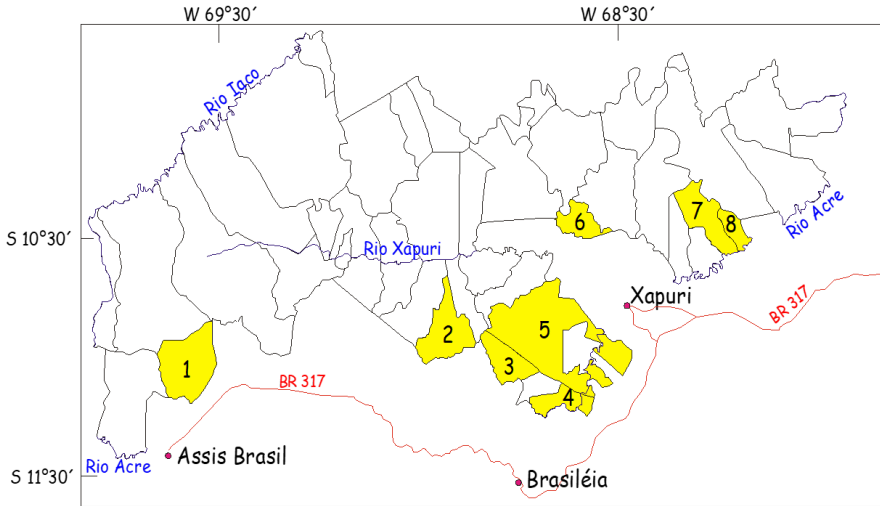 W 69°30´
W 68°30´
Rio Iaco
Rio Acre
7
6
8
S 10°30´
Rio Xapuri
Xapuri
BR 317
5
2
3
1
BR 317
4
Assis Brasil
Rio Acre
S 11°30´
Brasiléia